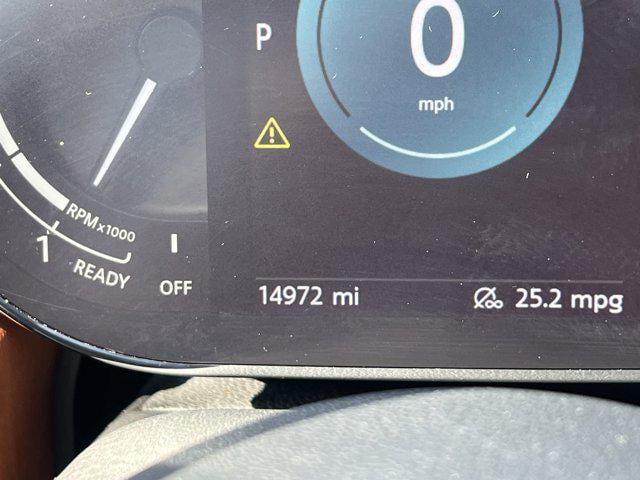 P
0
mph
RPMx1000
1
READY
OFF
14972 mi
25.2 mpg